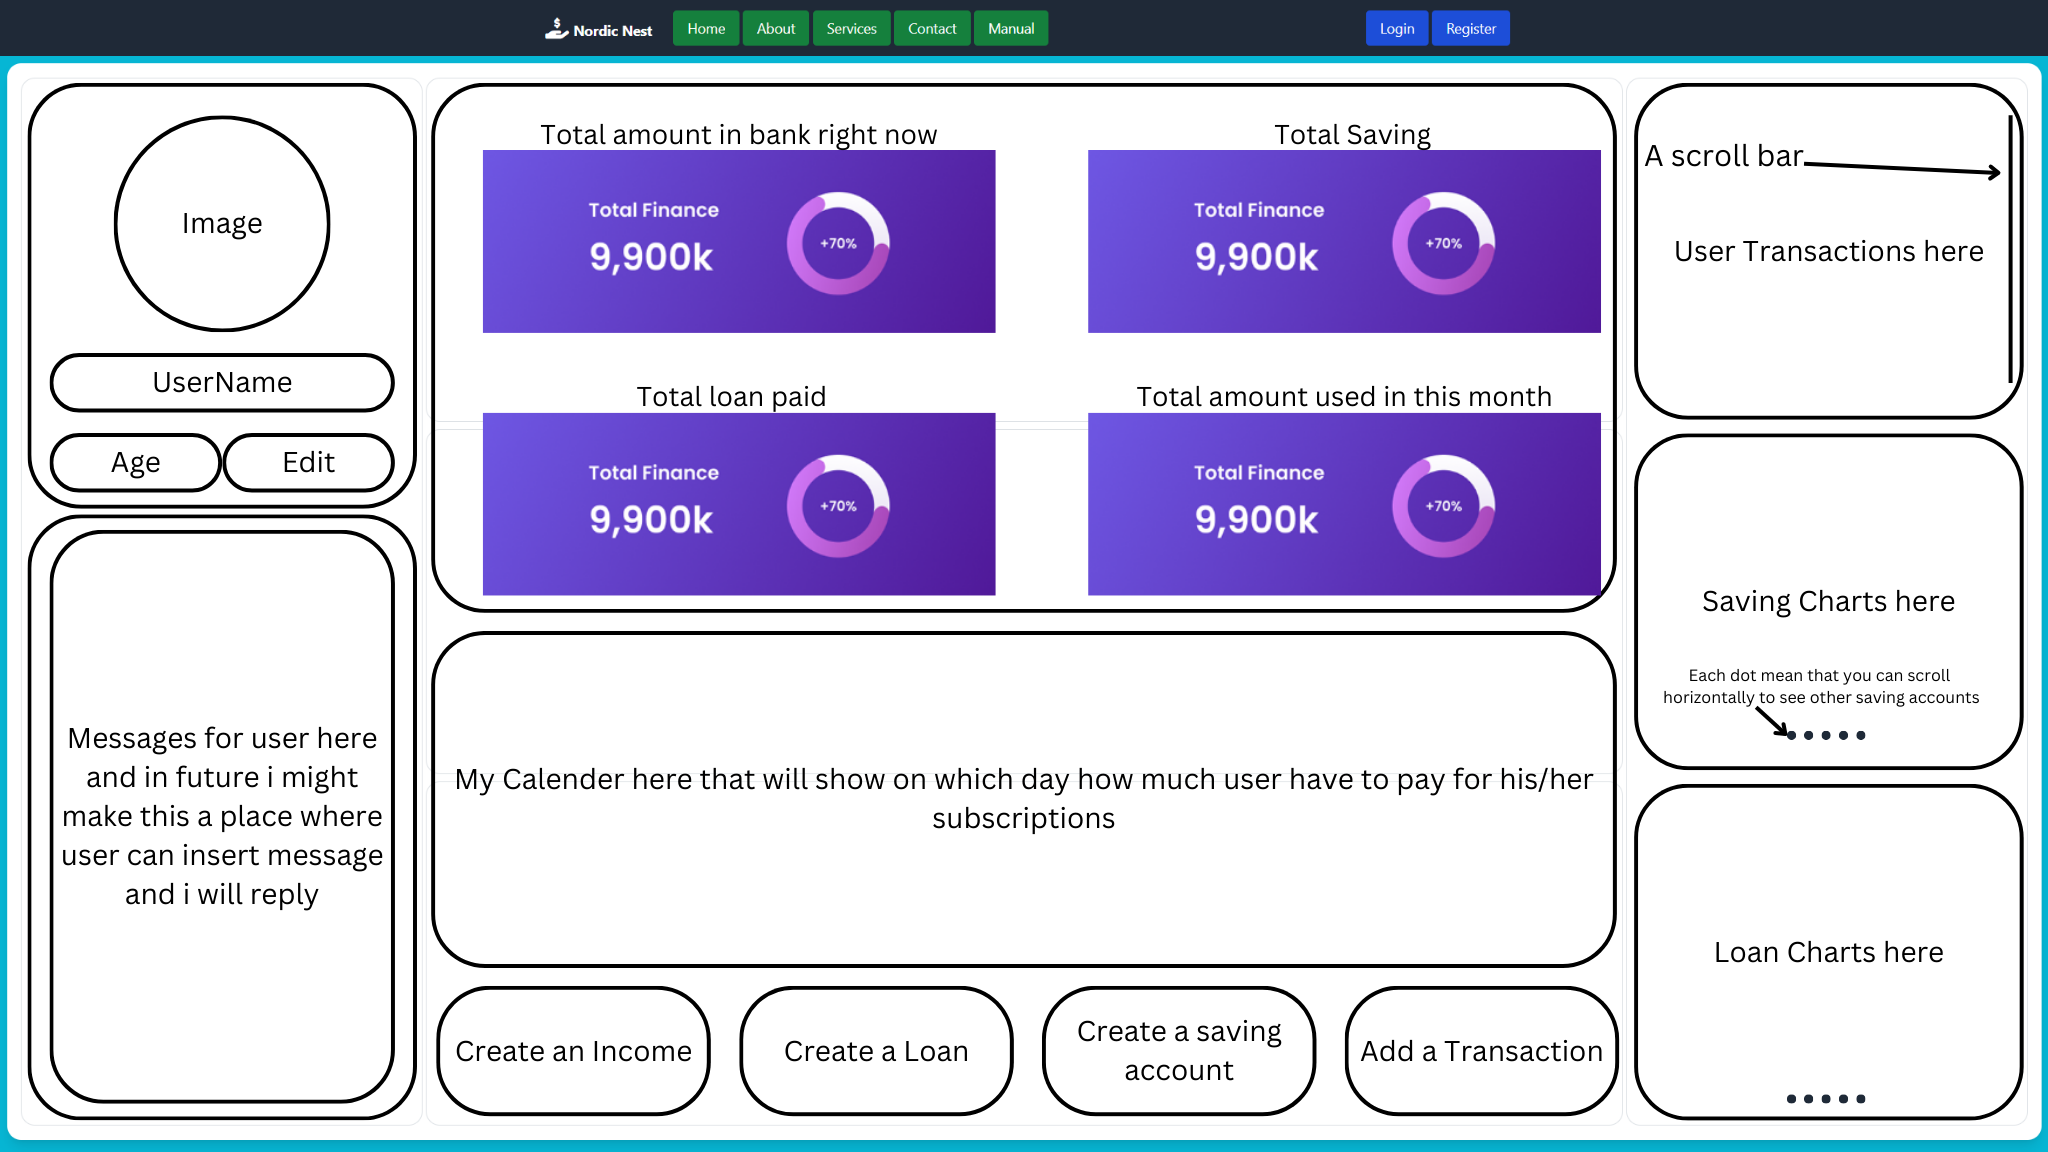 $
Nordic Nest
Home
About
Services
Contact
Manual
Login
Register
Image
UserName
Age
Edit
Messages for user here
and in future i might
make this a place where
user can insert message
and i will reply
Total amount in bank right now
Total Finance
9,900k
+70%
Total Saving
Total Finance
9,900k
+70%
Total loan paid
Total Finance
9,900k
+70%
Total amount used in this month
Total Finance
9,900k
+70%
My Calender here that will show on which day how much user have to pay for his/her
subscriptions
Create an Income
Create a Loan
Create a saving
account
Add a Transaction
A scroll bar
User Transactions here
Saving Charts here
Each dot mean that you can scroll
horizontally to see other saving accounts
Loan Charts here